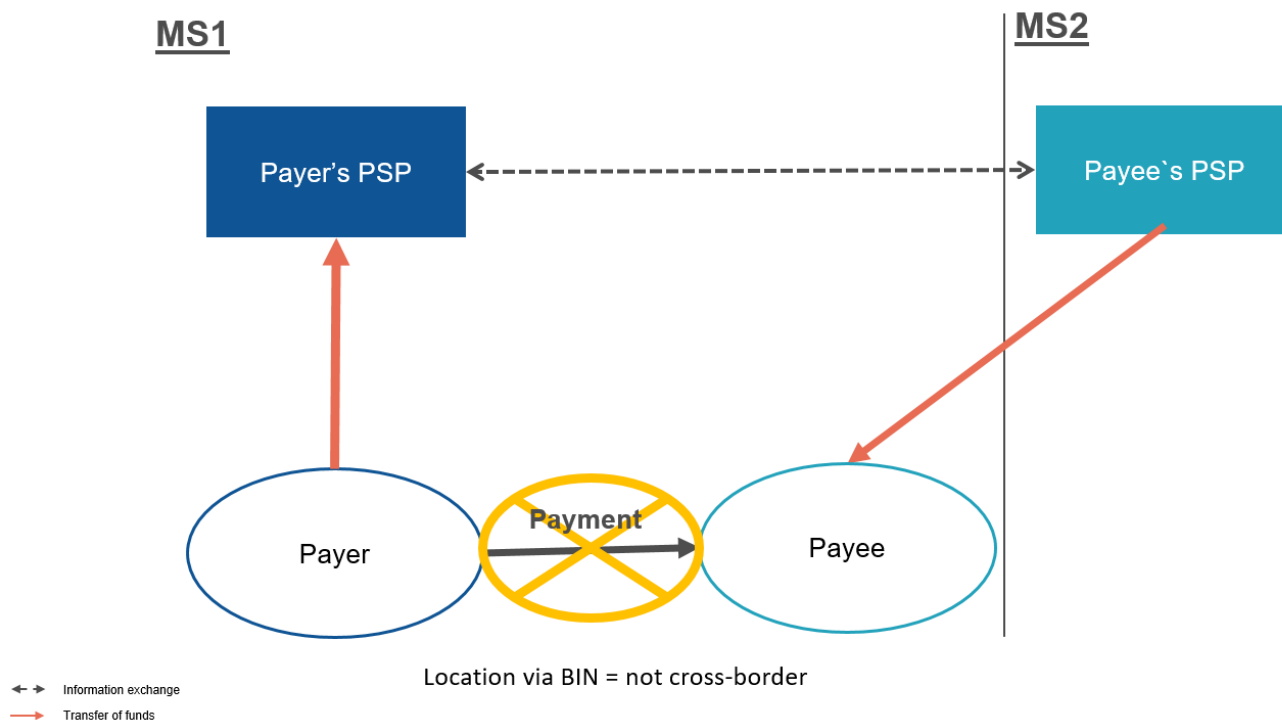 MS1
MS2
Payer’s PSP
Payee`s PSP
Payment
Payer
Payee
Location via BIN = not cross-border
Information exchange
Transfer of funds